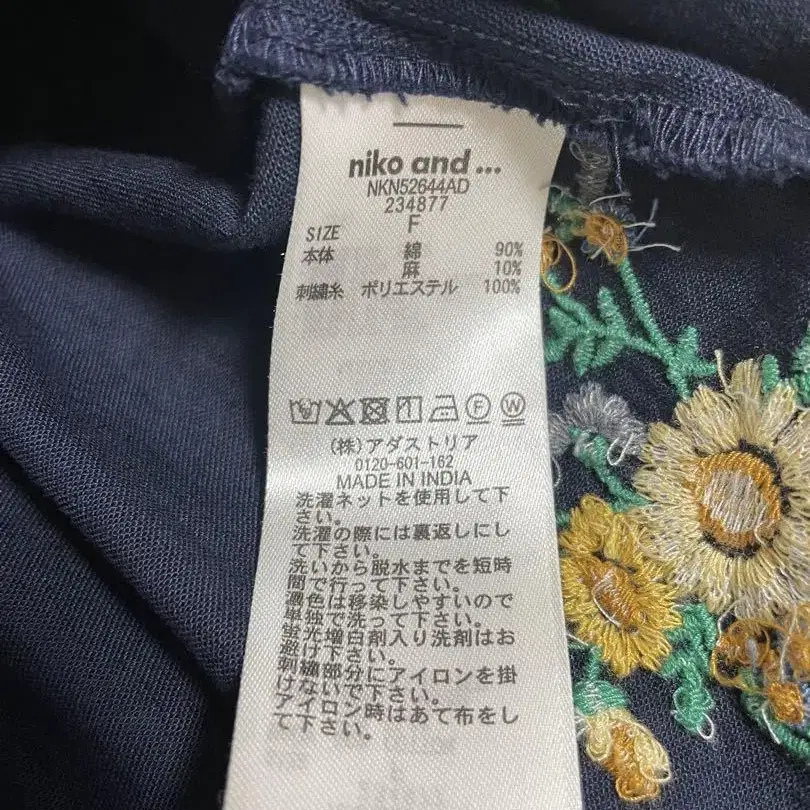 niko and ...
NKN52644AD
234877
SIZE F
本体 綿 90%
麻 10%
刺繍糸 ポリエステル 100%
F W
(株)アダストリア
0120-601-162
MADE IN INDIA
洗濯ネットを使用して下
さい。
洗濯の際には裏返しにし
て下さい。
洗いから脱水までを短時
間で行って下さい。
濃色は移染しやすいので
単独で洗って下さい。
蛍光増白剤入り洗剤はお
避け下さい。
刺繍部分にアイロンを掛
けないで下さい。
アイロン時はあて布をし
て下さい。